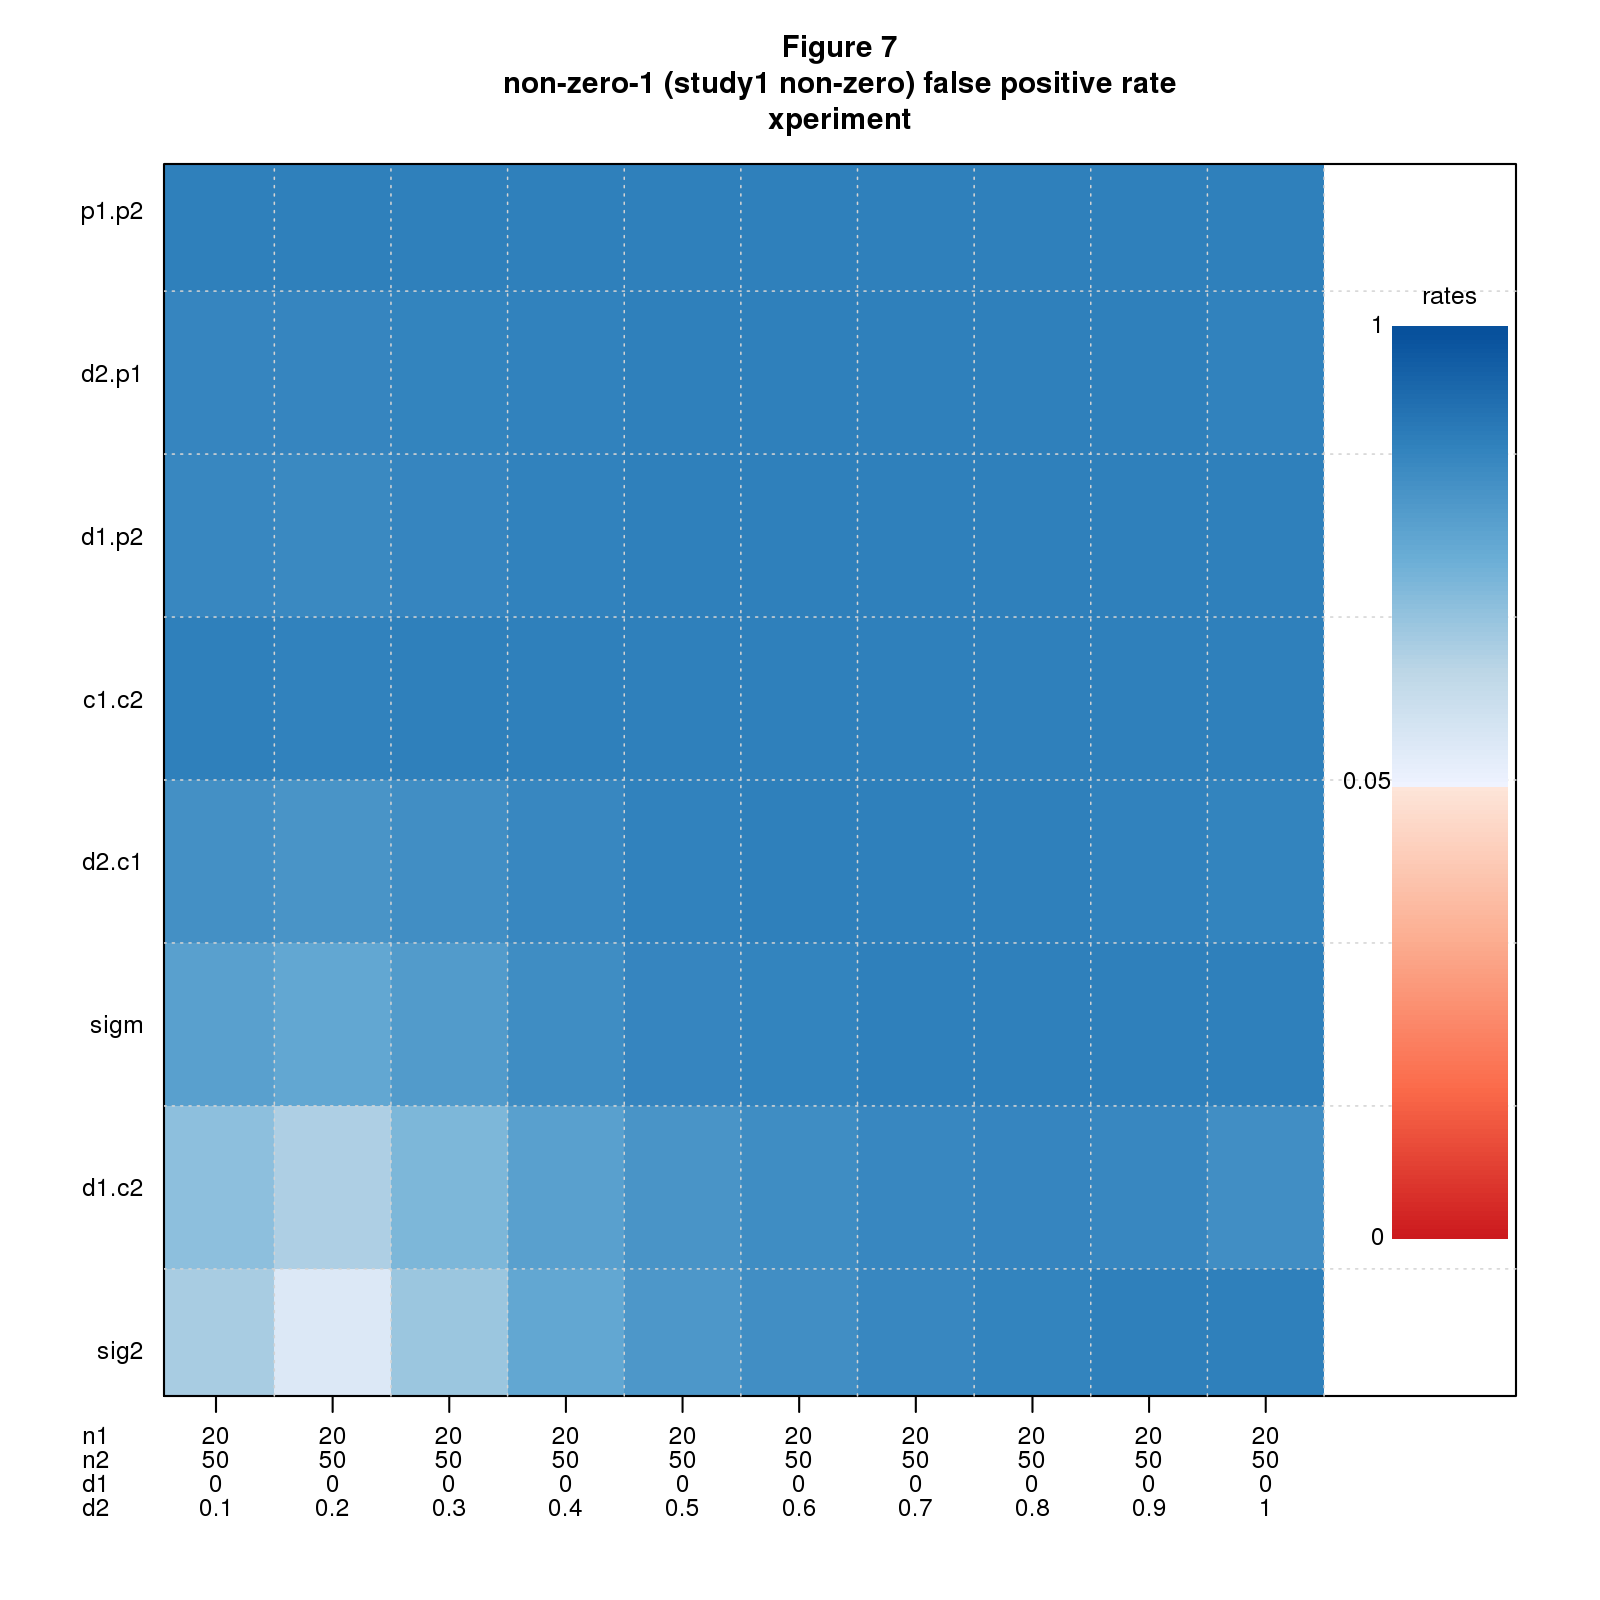 Figure 7
non-zero-1 (study1 non-zero) false positive rate
xperiment
p1.p2
d2.p1
d1.p2
c1.c2
d2.c1
sigm
d1.c2
sig2
rates
1
0.05
0
n1 20 20 20 20 20 20 20 20 20 20
n2 50 50 50 50 50 50 50 50 50 50
d1 0 0 0 0 0 0 0 0 0 0
d2 0.1 0.2 0.3 0.4 0.5 0.6 0.7 0.8 0.9 1